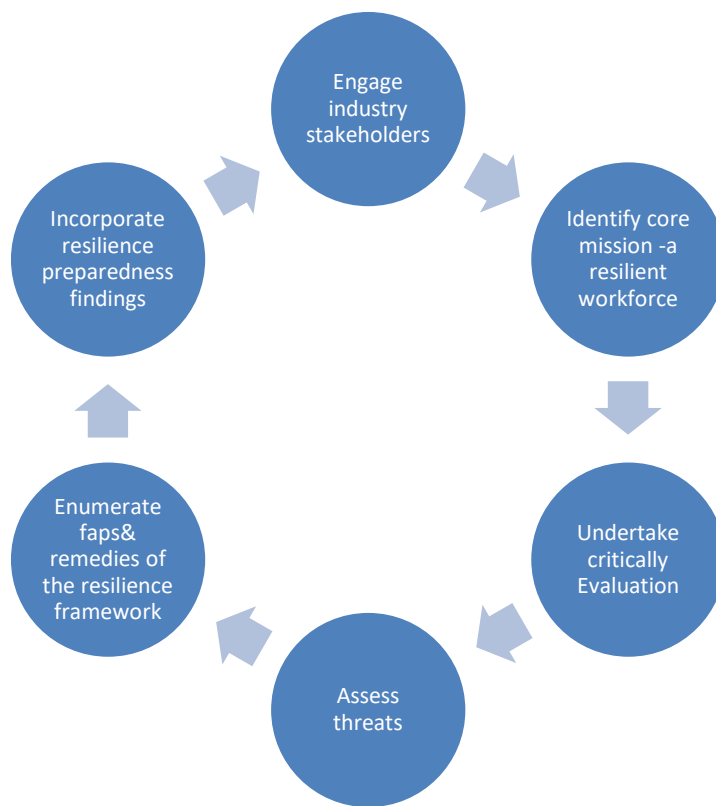 Engage
industry
stakeholders
Identify core
mission -a
resilient
workforce
Undertake
critically
Evaluation
Assess
threats
Enumerate
faps&
remedies of
the resilience
framework
Incorporate
resilience
preparedness
findings